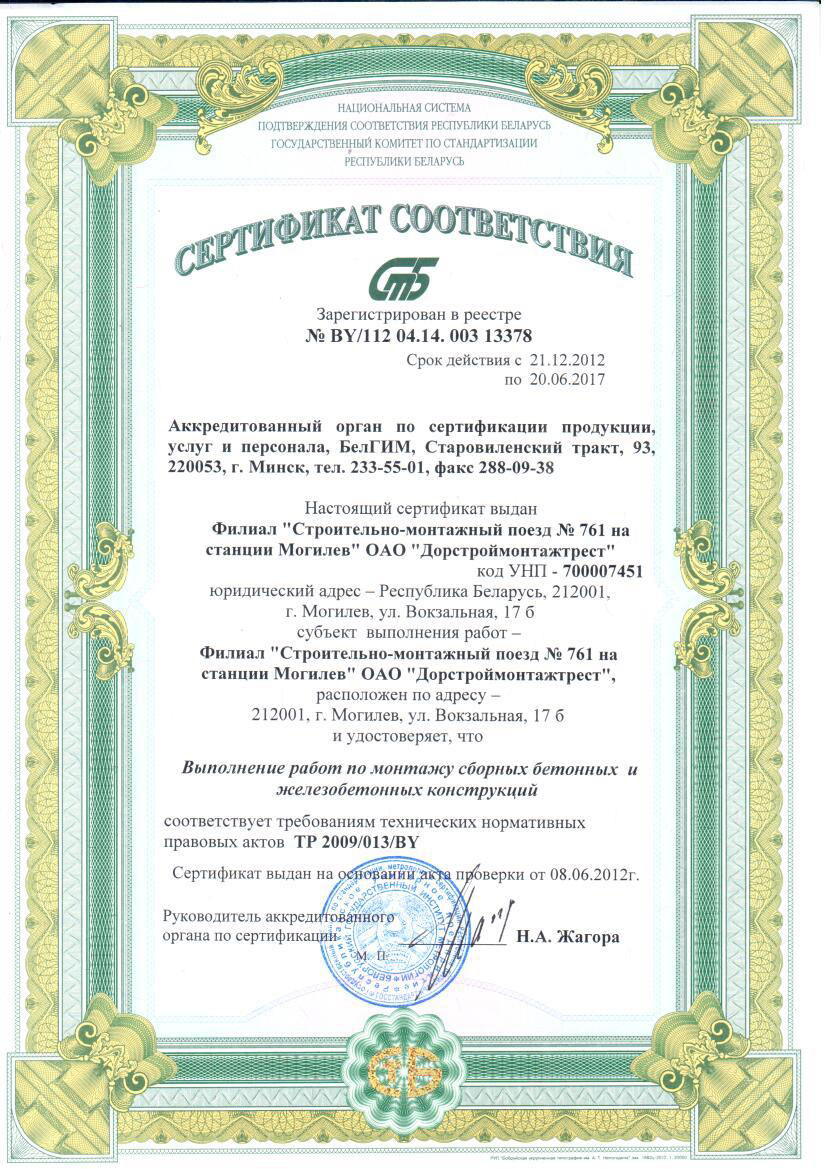 НАЦИОНАЛЬНАЯ СИСТЕМА
ПОДТВЕРЖДЕНИЯ СООТВЕТСТВИЯ РЕСПУБЛИКИ БЕЛАРУСЬ
ГОСУДАРСТВЕННЫЙ КОМИТЕТ ПО СТАНДАРТИЗАЦИИ
РЕСПУБЛИКИ БЕЛАРУСЬ
СЕРТИФИКАТ СООТВЕТСТВИЯ
СТБ
Зарегистрирован в реестре
№ BY/112 04.14. 003 13378
Срок действия с 21.12.2012
по 20.06.2017
Аккредитованный орган по сертификации продукции,
услуг и персонала, БелГИМ, Старовиленский тракт, 93,
220053, г. Минск, тел. 233-55-01, факс 288-09-38
Настоящий сертификат выдан
Филиал "Строительно-монтажный поезд № 761 на
станции Могилев" ОАО "Дорстроймонтажтрест"
код УНП - 700007451
юридический адрес – Республика Беларусь, 212001,
г. Могилев, ул. Вокзальная, 17 б
субъект выполнения работ –
Филиал "Строительно-монтажный поезд № 761 на
станции Могилев" ОАО "Дорстроймонтажтрест",
расположен по адресу –
212001, г. Могилев, ул. Вокзальная, 17 б
и удостоверяет, что
Выполнение работ по монтажу сборных бетонных и
железобетонных конструкций
соответствует требованиям технических нормативных
правовых актов ТР 2009/013/BY
Сертификат выдан на основании акта проверки от 08.06.2012г.
Руководитель аккредитованного
органа по сертификации
Н.А. Жагора
М. П.
СТБ